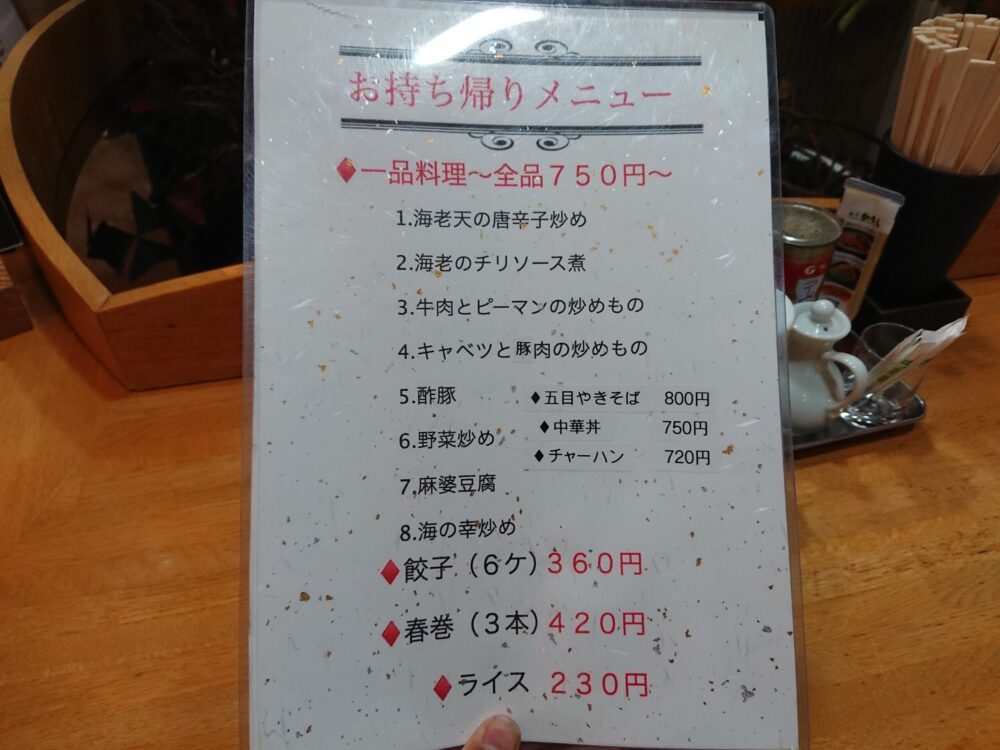 お持ち帰りメニュー
♦一品料理～全品７５０円～
1.海老天の唐辛子炒め
2.海老のチリソース煮
3.牛肉とピーマンの炒めもの
4.キャベツと豚肉の炒めもの
5.酢豚
6.野菜炒め
7.麻婆豆腐
8.海の幸炒め
♦五目やきそば 800円
♦中華丼 750円
♦チャーハン 720円
♦餃子（６ケ）３６０円
♦春巻（３本）４２０円
♦ライス ２３０円